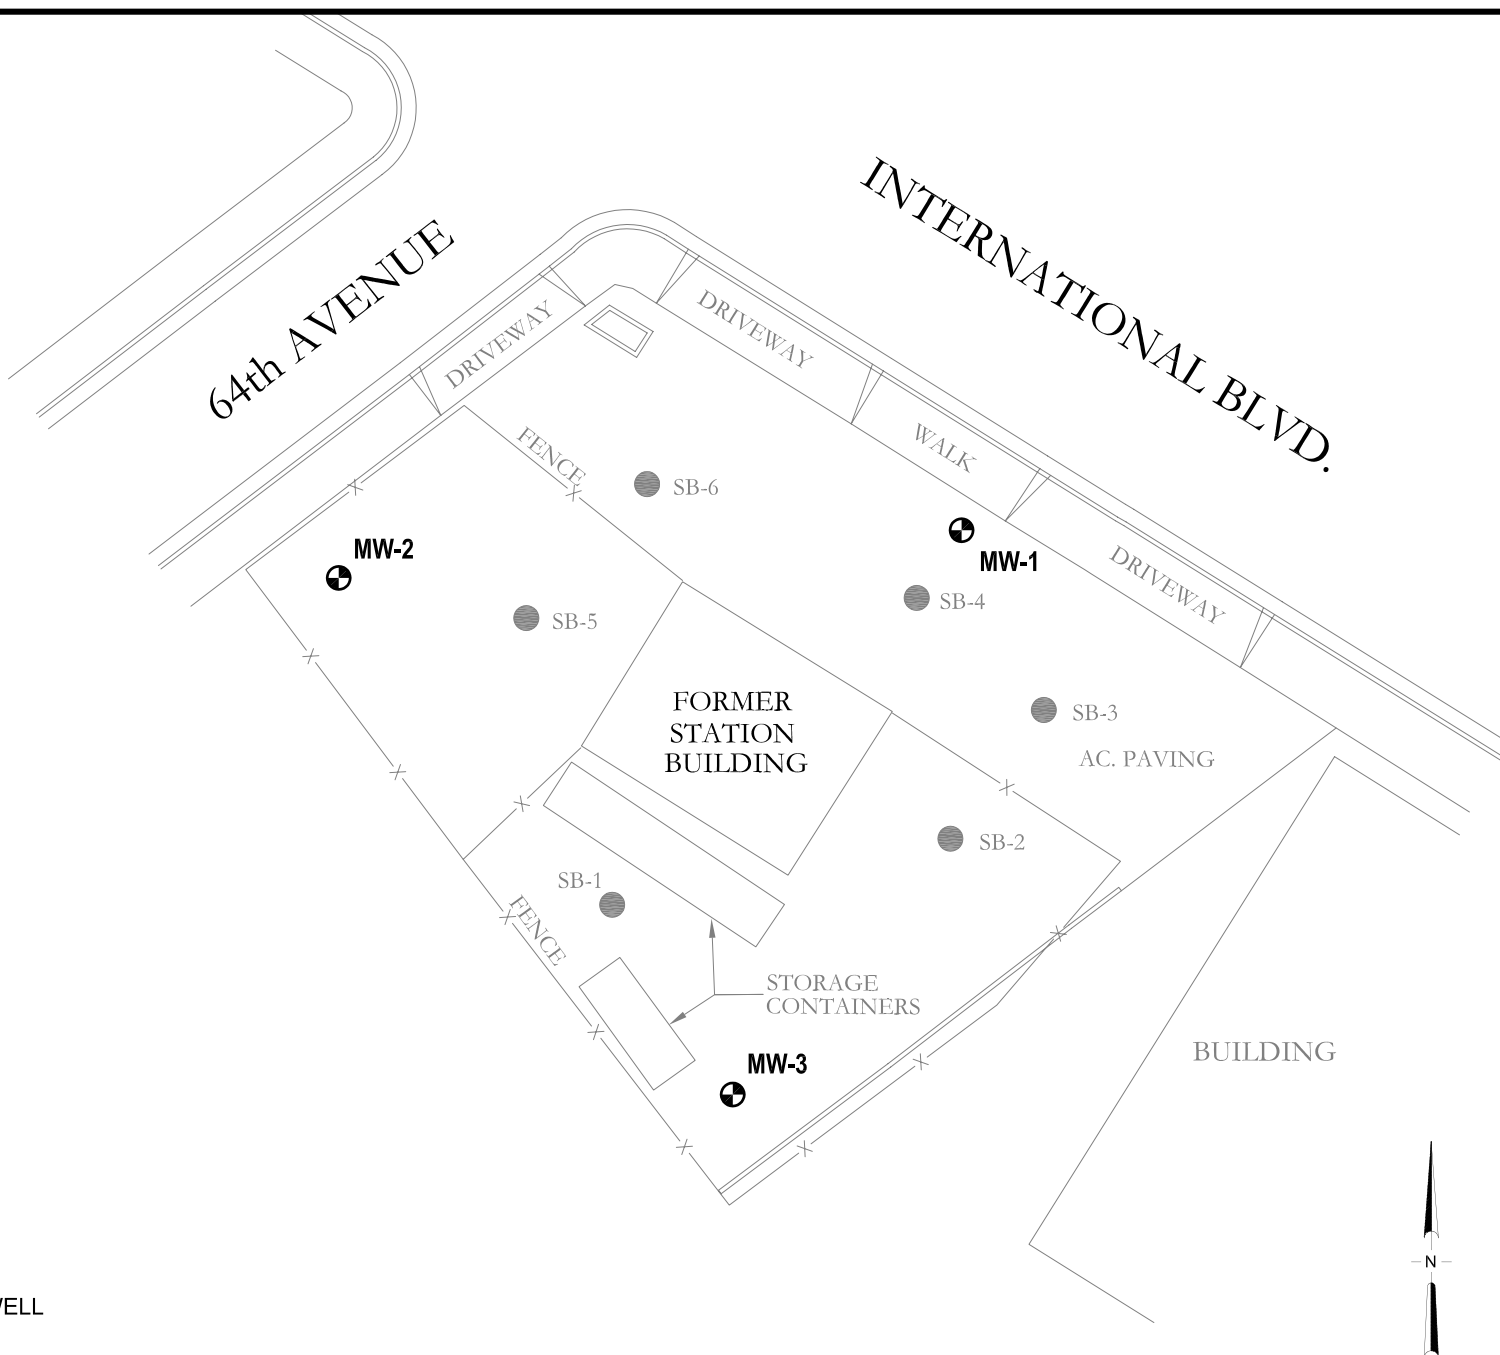 INTERNATIONAL BLVD.
64th AVENUE
DRIVEWAY
DRIVEWAY
WALK
DRIVEWAY
FENCE
SB-6
MW-2
MW-1
SB-4
SB-5
FORMER
STATION
BUILDING
SB-3
AC. PAVING
SB-2
SB-1
FENCE
STORAGE
CONTAINERS
BUILDING
MW-3
N
WELL